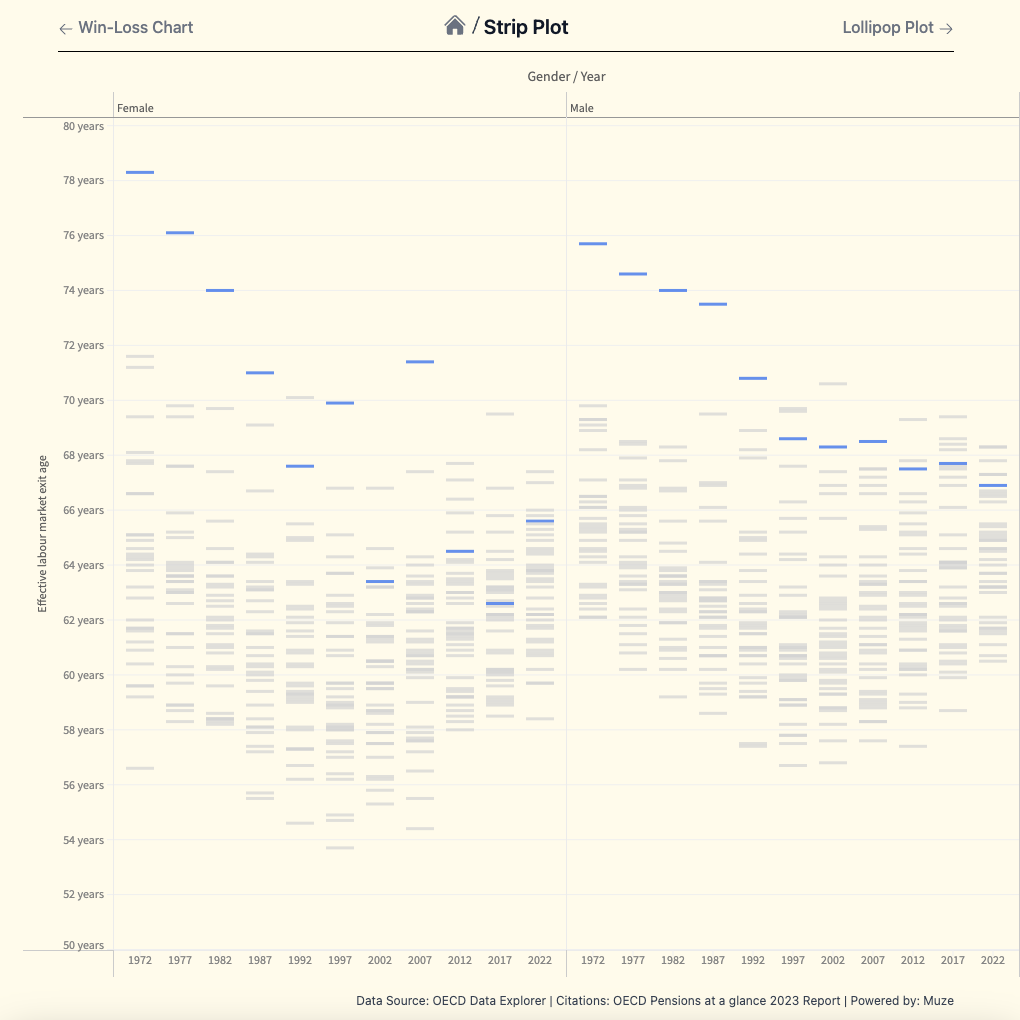 ← Win-Loss Chart / Strip Plot Lollipop Plot →
Gender / Year
Female Male
80 years
78 years
76 years
74 years
72 years
70 years
68 years
66 years
64 years
62 years
60 years
58 years
56 years
54 years
52 years
50 years
Effective labour market exit age
1972 1977 1982 1987 1992 1997 2002 2007 2012 2017 2022 1972 1977 1982 1987 1992 1997 2002 2007 2012 2017 2022
Data Source: OECD Data Explorer | Citations: OECD Pensions at a glance 2023 Report | Powered by: Muze